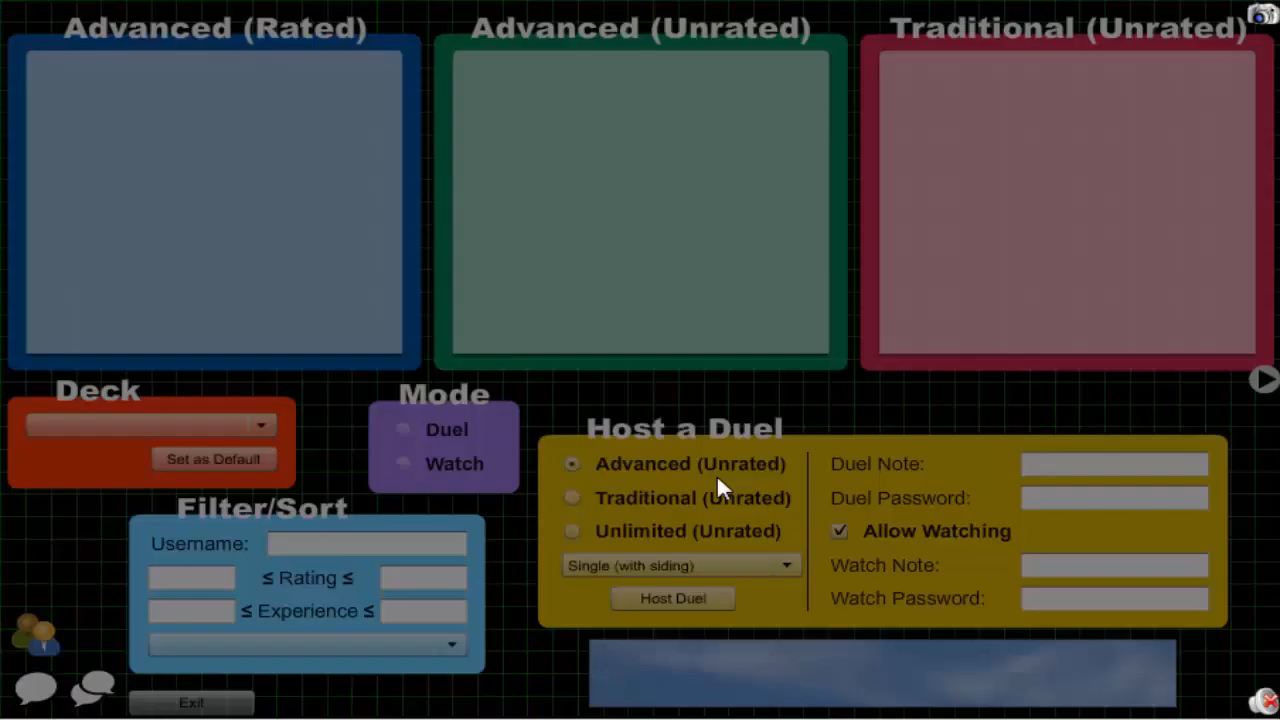 Advanced (Rated)
Advanced (Unrated)
Traditional (Unrated)
Deck
Set as Default
Mode
Duel
Watch
Filter/Sort
Username:
≤ Rating ≤
≤ Experience ≤
Exit
Host a Duel
Advanced (Unrated)
Traditional (Unrated)
Unlimited (Unrated)
Single (with siding)
Host Duel
Duel Note:
Duel Password:
Allow Watching
Watch Note:
Watch Password: